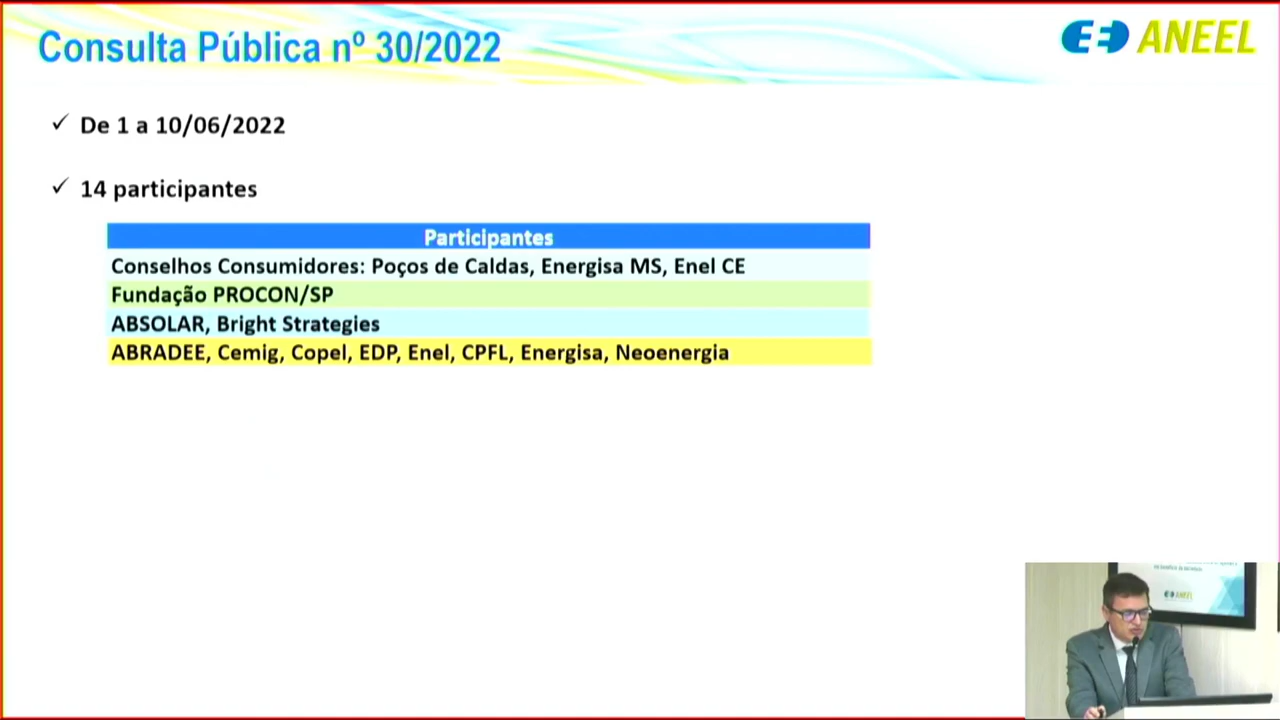 Consulta Pública nº 30/2022
ANEEL
✓ De 1 a 10/06/2022
✓ 14 participantes
Participantes
Conselhos Consumidores: Poços de Caldas, Energisa MS, Enel CE
Fundação PROCON/SP
ABSOLAR, Bright Strategies
ABRADEE, Cemig, Copel, EDP, Enel, CPFL, Energisa, Neoenergia
ANEEL